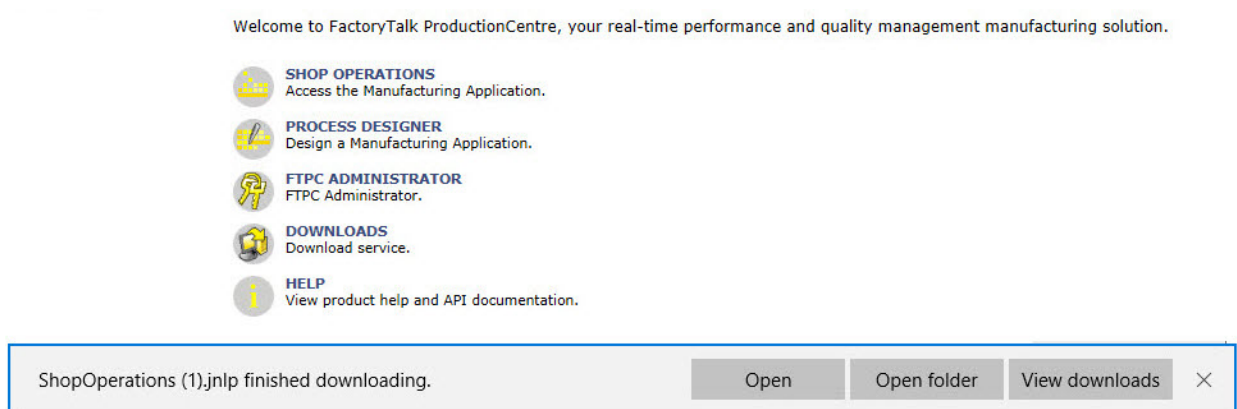 Welcome to FactoryTalk ProductionCentre, your real-time performance and quality management manufacturing solution.
SHOP OPERATIONS
Access the Manufacturing Application.
PROCESS DESIGNER
Design a Manufacturing Application.
FTPC ADMINISTRATOR
FTPC Administrator.
DOWNLOADS
Download service.
HELP
View product help and API documentation.
ShopOperations (1).jnlp finished downloading. Open Open folder View downloads